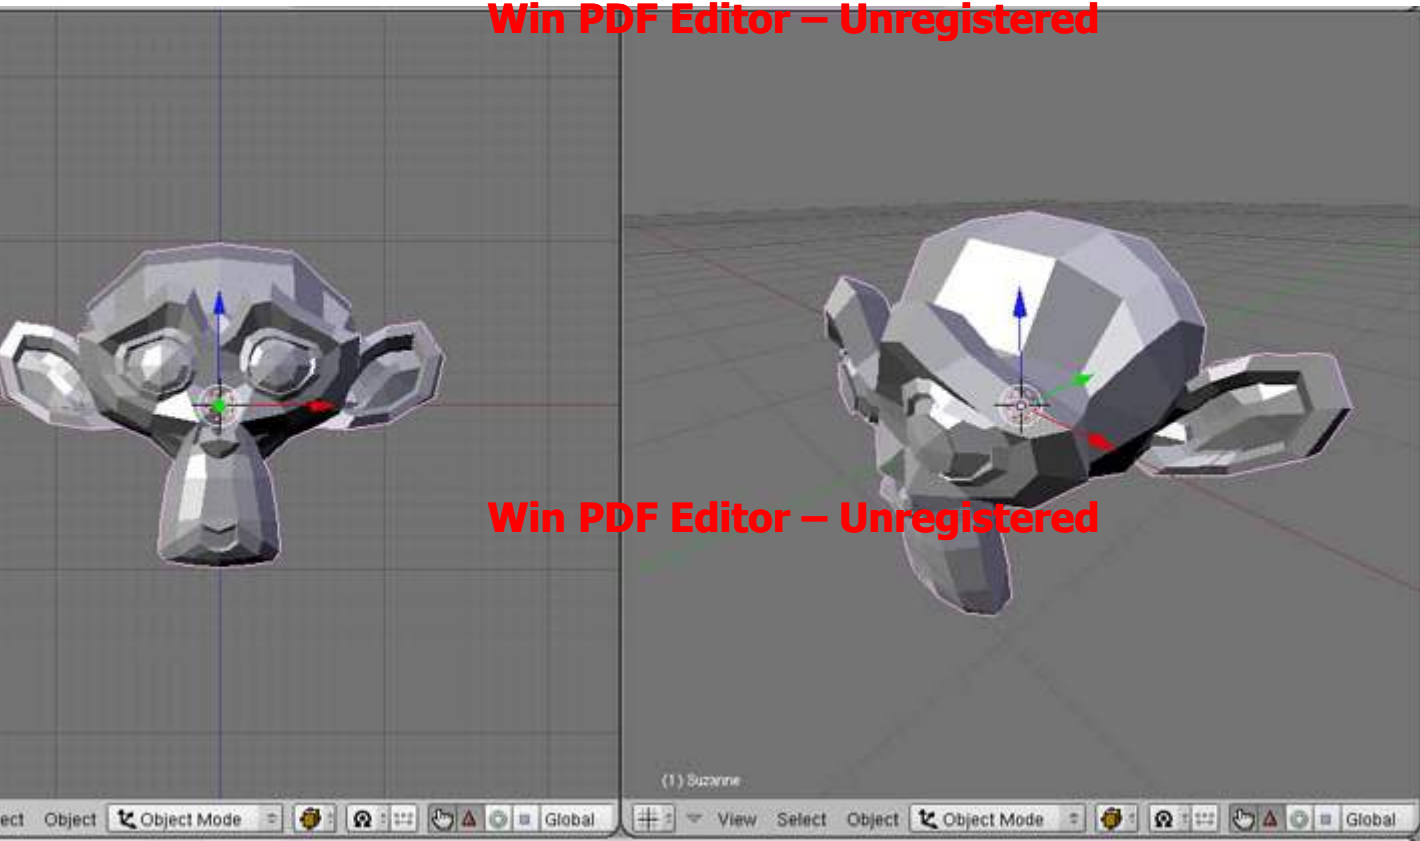 Win PDF Editor – Unregistered
Win PDF Editor – Unregistered
(1) Suzanne
ect Object Object Mode Global
View Select Object Object Mode Global